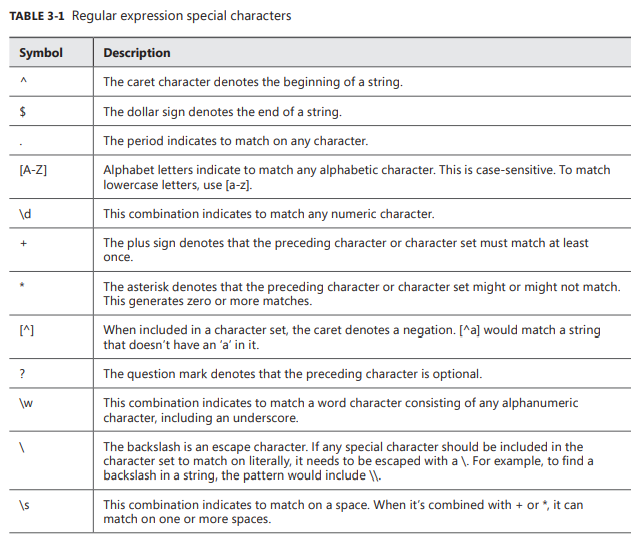 TABLE 3-1 Regular expression special characters
Symbol Description
^ The caret character denotes the beginning of a string.
$ The dollar sign denotes the end of a string.
. The period indicates to match on any character.
[A-Z] Alphabet letters indicate to match any alphabetic character. This is case-sensitive. To match
lowercase letters, use [a-z].
\d This combination indicates to match any numeric character.
+ The plus sign denotes that the preceding character or character set must match at least
once.
* The asterisk denotes that the preceding character or character set might or might not match.
This generates zero or more matches.
[^] When included in a character set, the caret denotes a negation. [^a] would match a string
that doesn't have an 'a' in it.
? The question mark denotes that the preceding character is optional.
\w This combination indicates to match a word character consisting of any alphanumeric
character, including an underscore.
\ The backslash is an escape character. If any special character should be included in the
character set to match on literally, it needs to be escaped with a \. For example, to find a
backslash in a string, the pattern would include \\.
\s This combination indicates to match on a space. When it's combined with + or *, it can
match on one or more spaces.